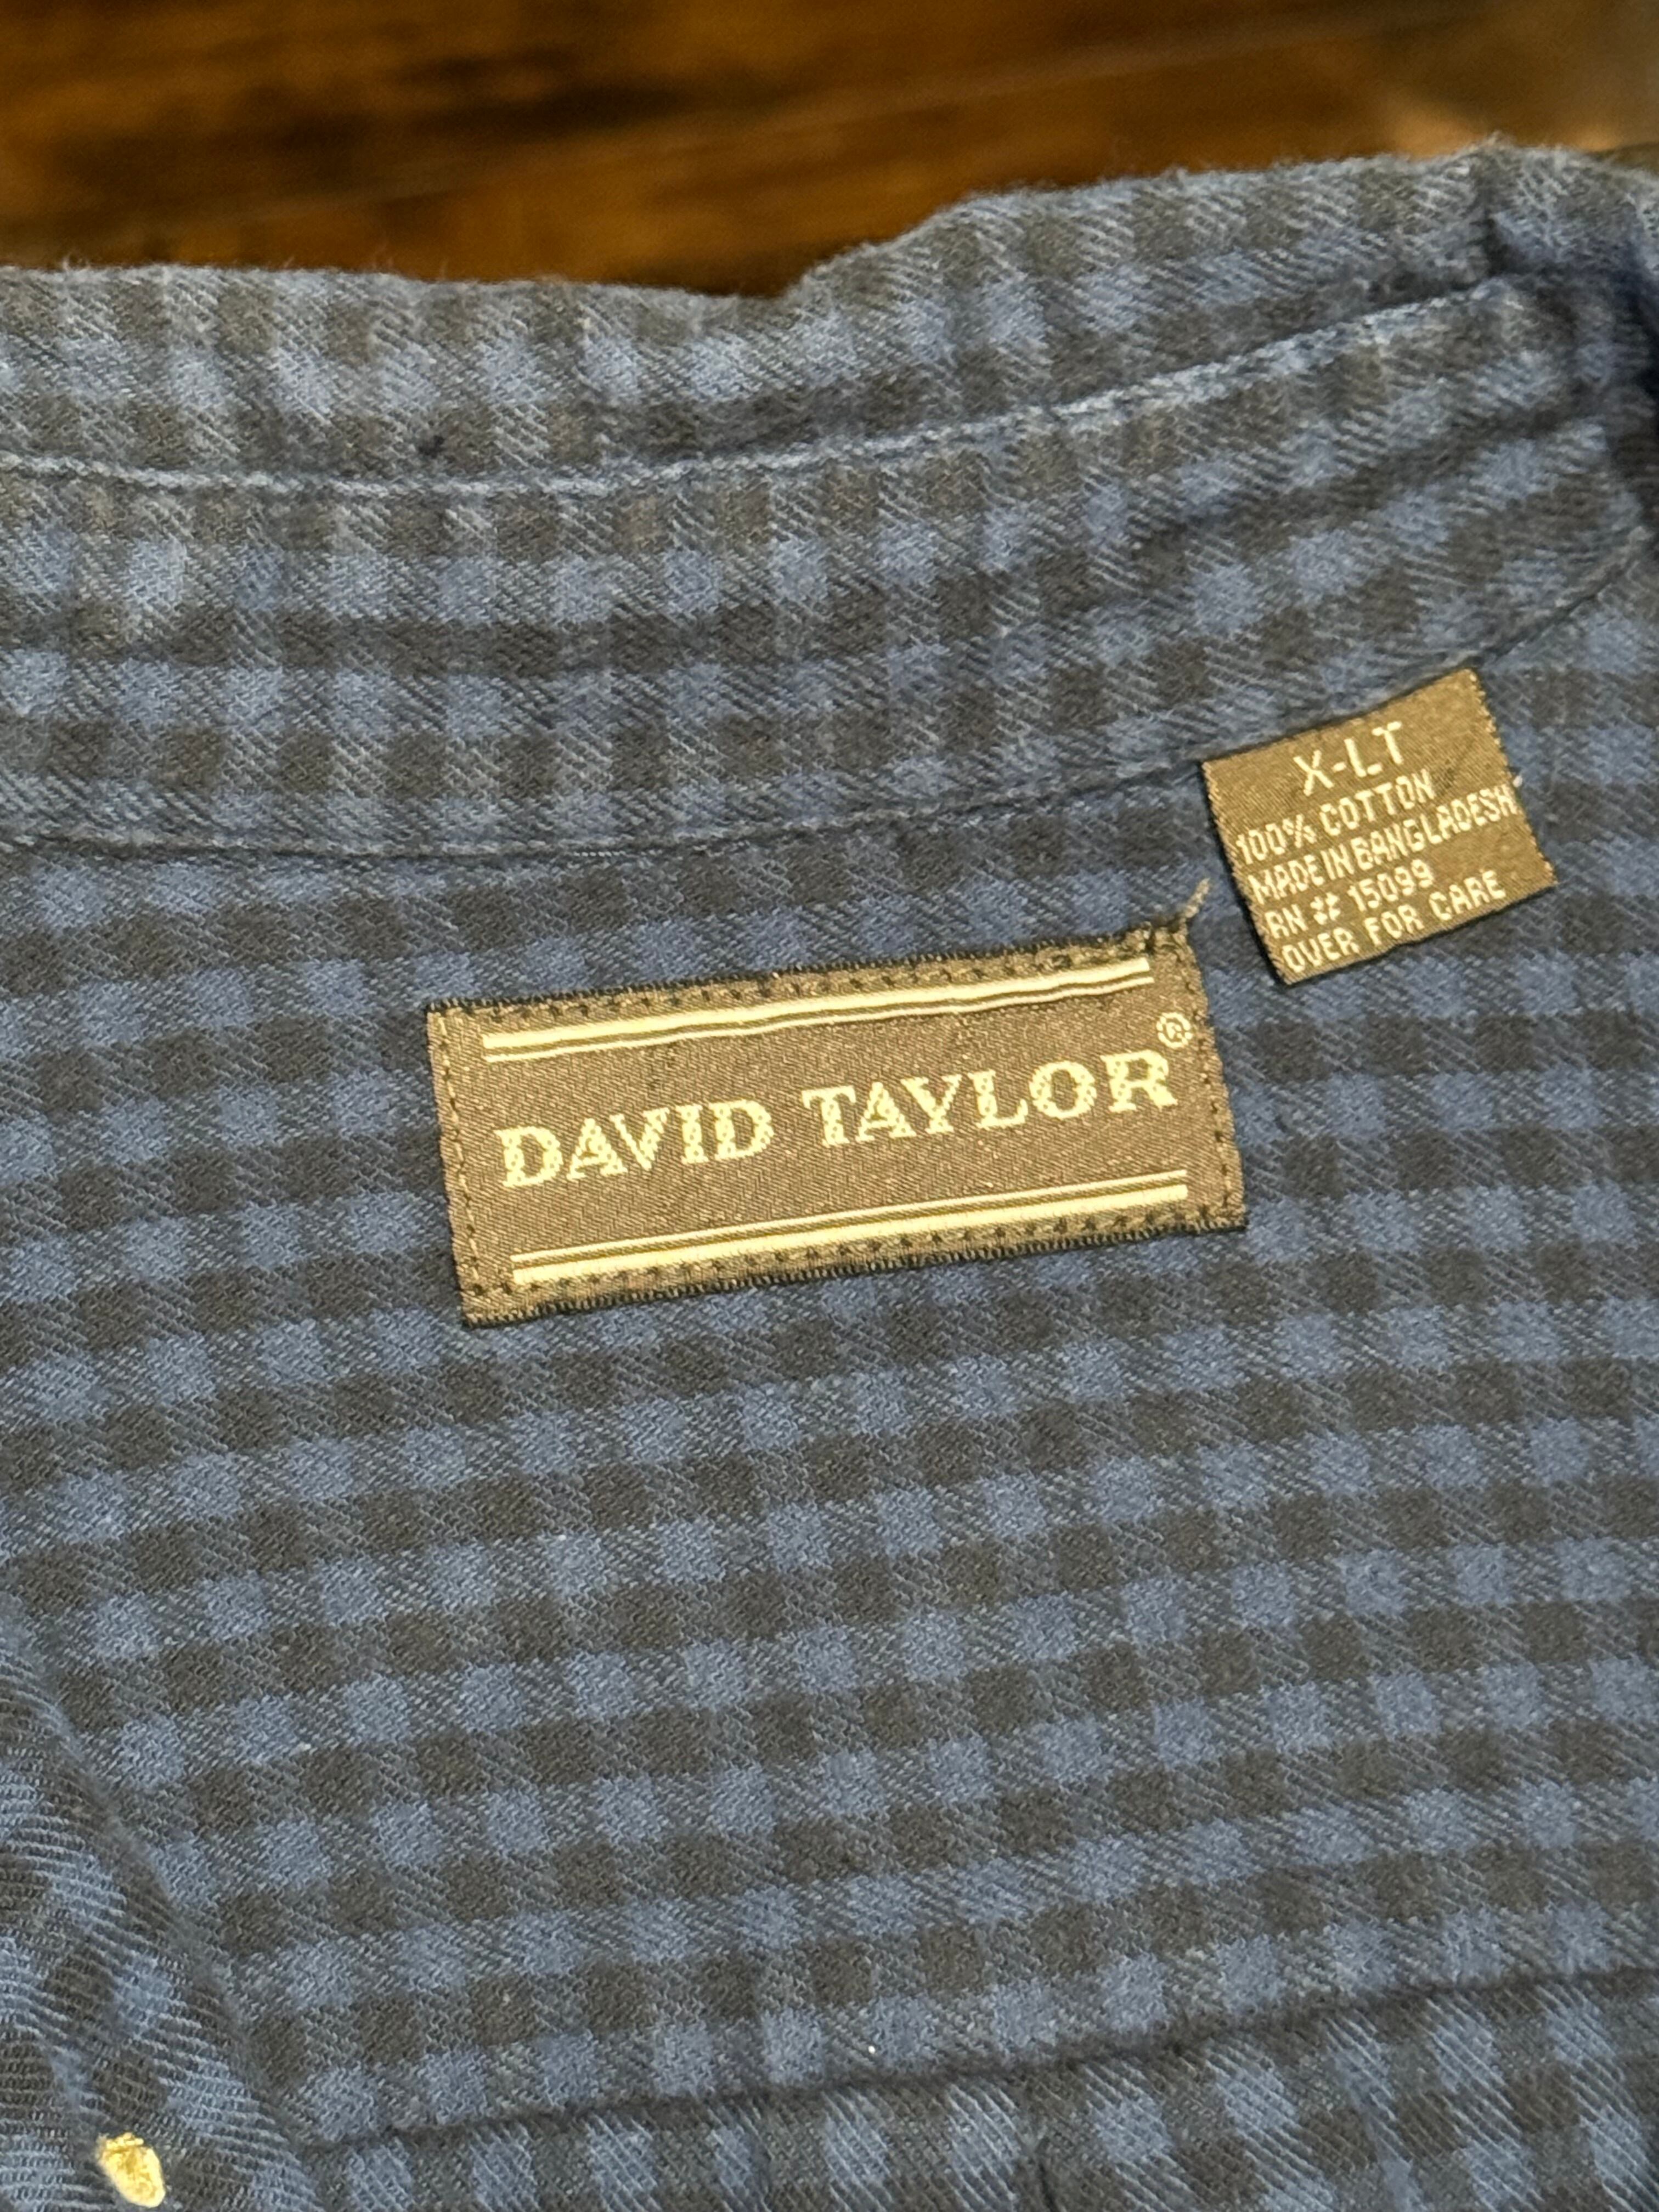 X-LT
100% COTTON
MADE IN BANGLADESH
RN # 15099
OVER FOR CARE
DAVID TAYLOR®